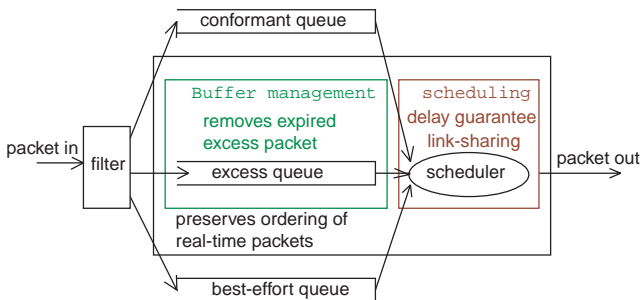 conformant queue
Buffer management
scheduling
removes expired
excess packet
delay guarantee
link-sharing
packet in
filter
excess queue
scheduler
packet out
preserves ordering of
real-time packets
best-effort queue